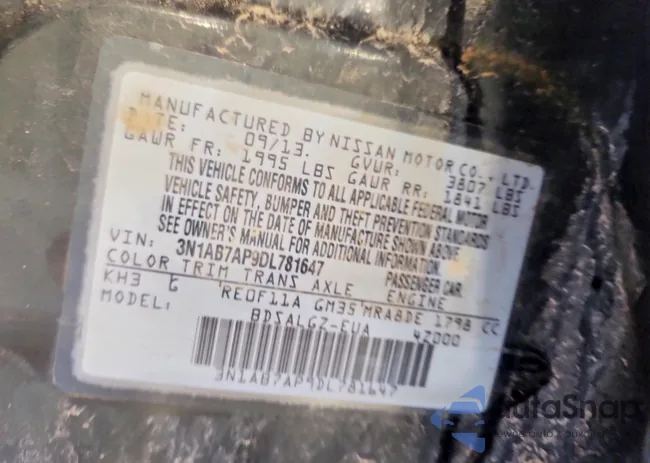 MANUFACTURED BY NISSAN MOTOR CO., LTD.
DATE: 09/13. GVWR: 3807 LBS
GAWR FR: 1995 LBS GAWR RR: 1841 LBS
THIS VEHICLE CONFORMS TO ALL APPLICABLE FEDERAL MOTOR
VEHICLE SAFETY, BUMPER AND THEFT PREVENTION STANDARDS
IN EFFECT ON THE DATE OF MANUFACTURE SHOWN ABOVE
SEE OWNER'S MANUAL FOR ADDITIONAL INFORMATION.
VIN: 3N1AB7AP9DL781647 PASSENGER CAR
COLOR TRIM TRANS AXLE ENGINE
KH3 G RE0F11A GM35 MRA8DE 1798 CC
MODEL: BDSALGZ-EUA 4Z000
3N1AB7AP9DL781647
AutoSnap